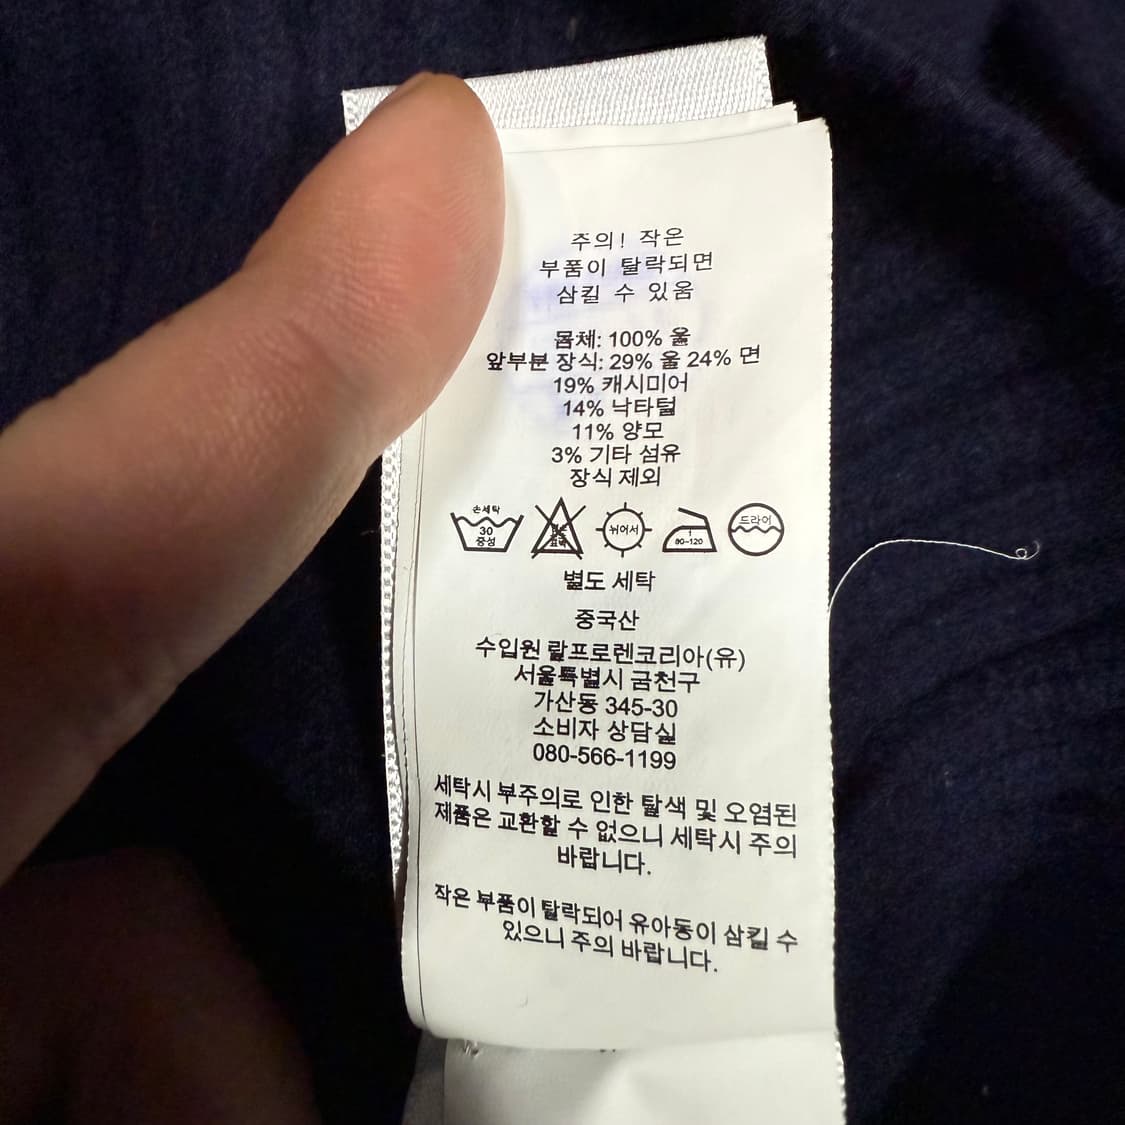 주의! 작은
부품이 탈락되면
삼킬 수 있음
몸체: 100% 울
앞부분 장식: 29% 울 24% 면
19% 캐시미어
14% 낙타털
11% 양모
3% 기타 섬유
장식 제외
손세탁
30
중성
뉘어서
80-120
드라이
별도 세탁
중국산
수입원 랄프로렌코리아(유)
서울특별시 금천구
가산동 345-30
소비자 상담실
080-566-1199
세탁시 부주의로 인한 탈색 및 오염된
제품은 교환할 수 없으니 세탁시 주의
바랍니다.
작은 부품이 탈락되어 유아동이 삼킬 수
있으니 주의 바랍니다.